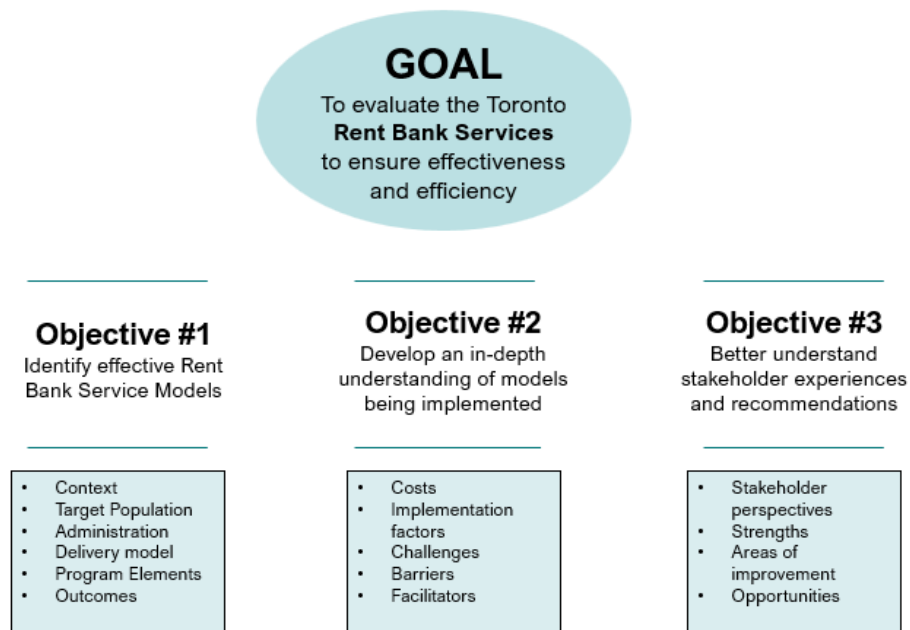 GOAL
To evaluate the Toronto
Rent Bank Services
to ensure effectiveness
and efficiency
Objective #1
Identify effective Rent
Bank Service Models
Objective #2
Develop an in-depth
understanding of models
being implemented
Objective #3
Better understand
stakeholder experiences
and recommendations
• Context
• Target Population
• Administration
• Delivery model
• Program Elements
• Outcomes
• Costs
• Implementation
factors
• Challenges
• Barriers
• Facilitators
• Stakeholder
perspectives
• Strengths
• Areas of
improvement
• Opportunities